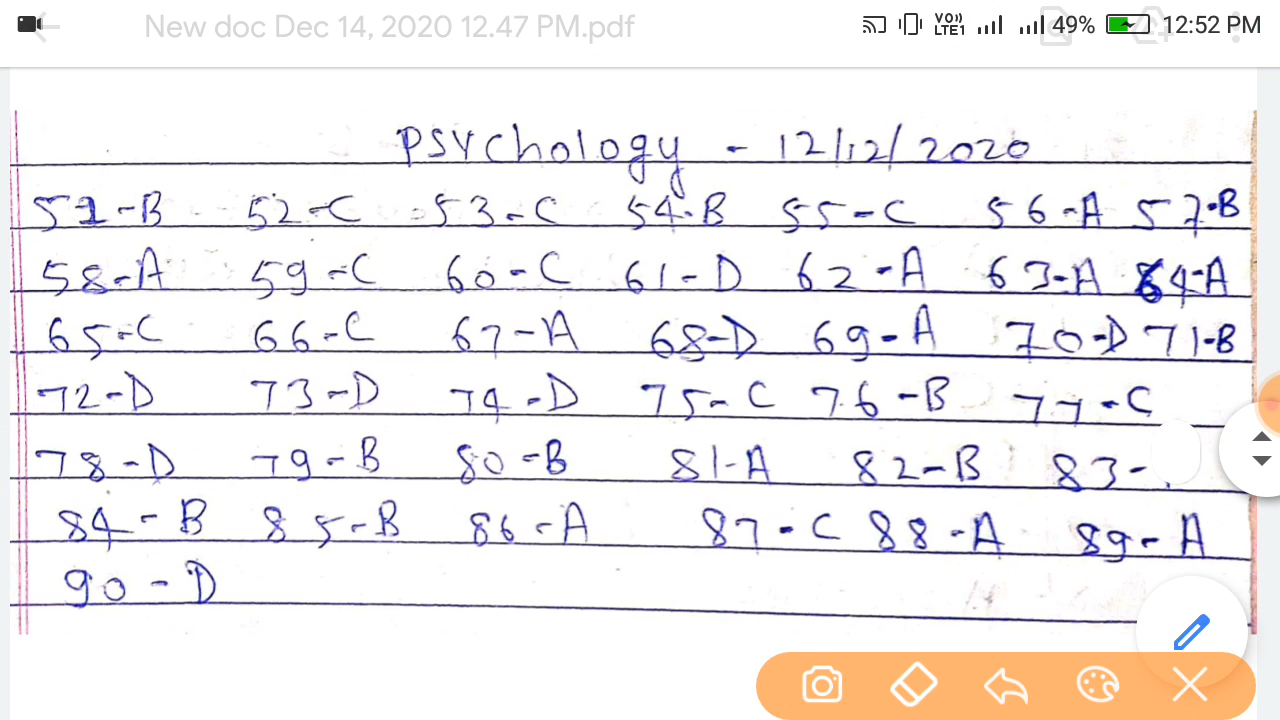 New doc Dec 14, 2020 12.47 PM.pdf VO)) LTE1 49% 12:52 PM
Psychology - 12/12/2020
51-B 52-C 53-C 54-B 55-C 56-A 57-B
58-A 59-C 60-C 61-D 62-A 63-A 64-A
65-C 66-C 67-A 68-D 69-A 70-D 71-B
72-D 73-D 74-D 75-C 76-B 77-C
78-D 79-B 80-B 81-A 82-B 83-
84-B 85-B 86-A 87-C 88-A 89-A
90-D